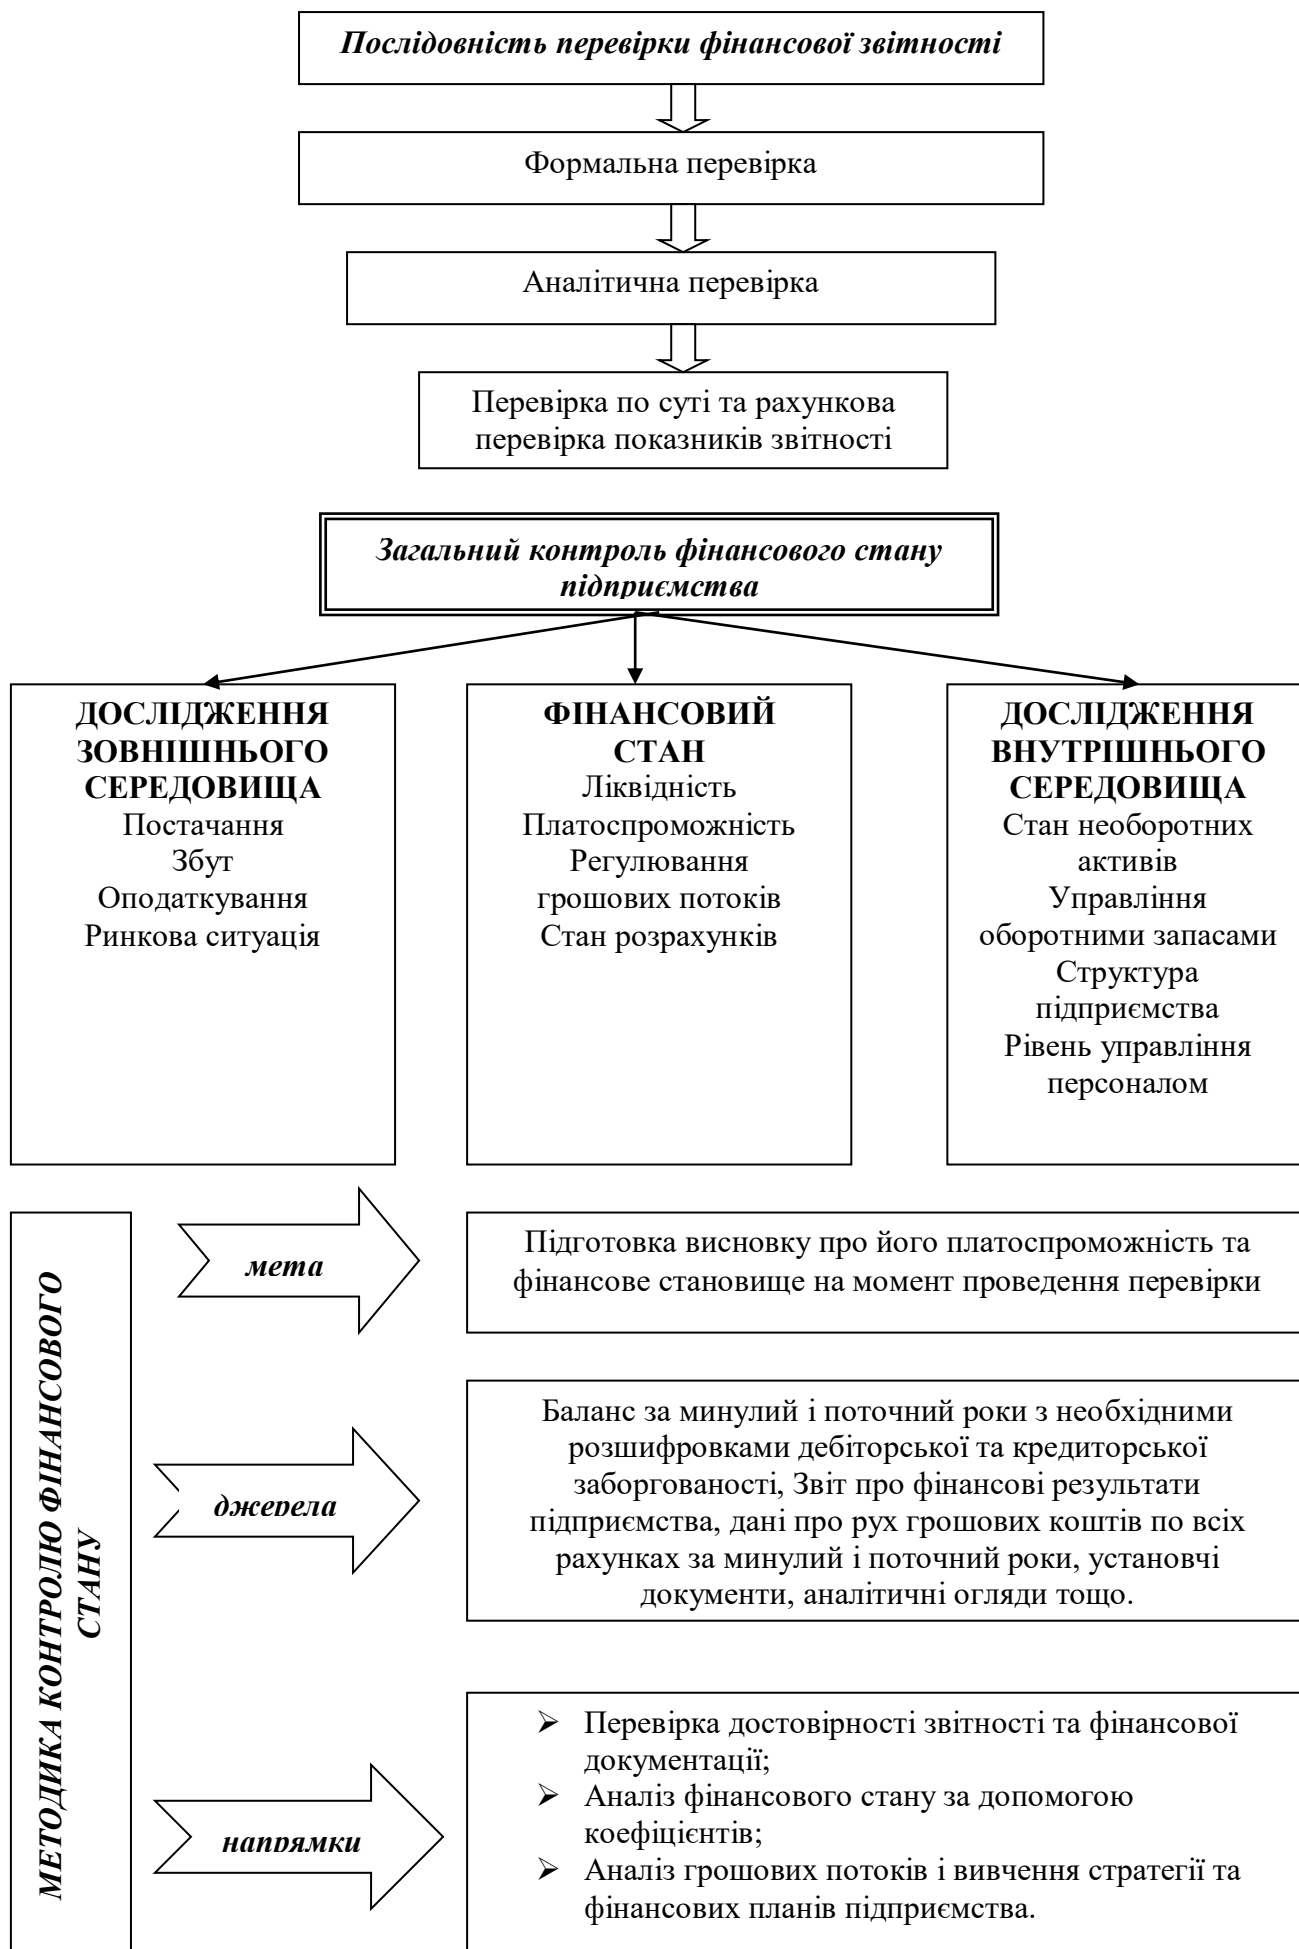 Послідовність перевірки фінансової звітності
Формальна перевірка
Аналітична перевірка
Перевірка по суті та рахункова
перевірка показників звітності
Загальний контроль фінансового стану
підприємства
ДОСЛІДЖЕННЯ
ЗОВНІШНЬОГО
СЕРЕДОВИЩА
Постачання
Збут
Оподаткування
Ринкова ситуація
ФІНАНСОВИЙ
СТАН
Ліквідність
Платоспроможність
Регулювання
грошових потоків
Стан розрахунків
ДОСЛІДЖЕННЯ
ВНУТРІШНЬОГО
СЕРЕДОВИЩА
Стан необоротних
активів
Управління
оборотними запасами
Структура
підприємства
Рівень управління
персоналом
МЕТОДИКА КОНТРОЛЮ ФІНАНСОВОГО
СТАНУ
мета
Підготовка висновку про його платоспроможність та
фінансове становище на момент проведення перевірки
джерела
Баланс за минулий і поточний роки з необхідними
розшифровками дебіторської та кредиторської
заборгованості, Звіт про фінансові результати
підприємства, дані про рух грошових коштів по всіх
рахунках за минулий і поточний роки, установчі
документи, аналітичні огляди тощо.
напрямки
➢ Перевірка достовірності звітності та фінансової
документації;
➢ Аналіз фінансового стану за допомогою
коефіцієнтів;
➢ Аналіз грошових потоків і вивчення стратегії та
фінансових планів підприємства.